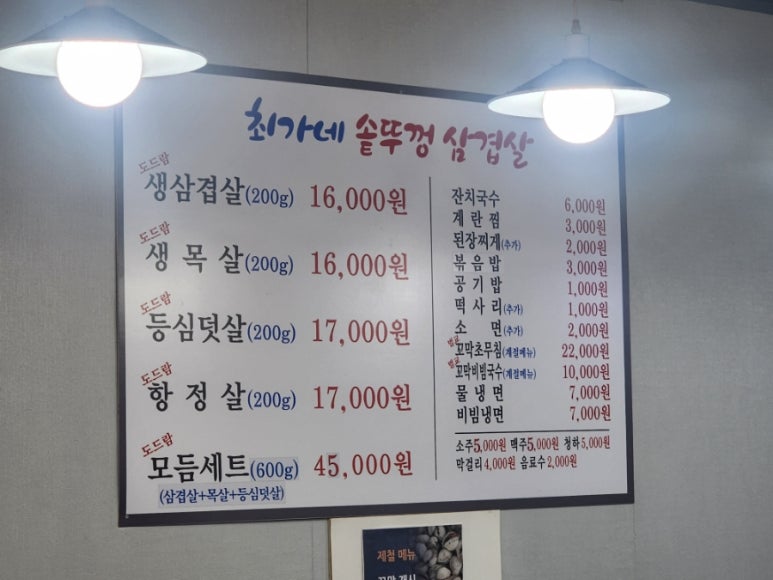 최가네 솥뚜껑 삼겹살
도드람
생삼겹살(200g) 16,000원
도드람
생목살(200g) 16,000원
도드람
등심덧살(200g) 17,000원
도드람
항정살(200g) 17,000원
도드람
모듬세트(600g) 45,000원
(삼겹살+목살+등심덧살)
잔치국수 6,000원
계란찜 3,000원
된장찌게(추가) 2,000원
볶음밥 3,000원
공기밥 1,000원
떡사리(추가) 1,000원
소면(추가) 2,000원
벌교 꼬막초무침(계절메뉴) 22,000원
벌교 꼬막비빔국수(계절메뉴) 10,000원
물냉면 7,000원
비빔냉면 7,000원
소주5,000원 맥주5,000원 청하5,000원
막걸리4,000원 음료수2,000원
제철 메뉴
꼬막 개시